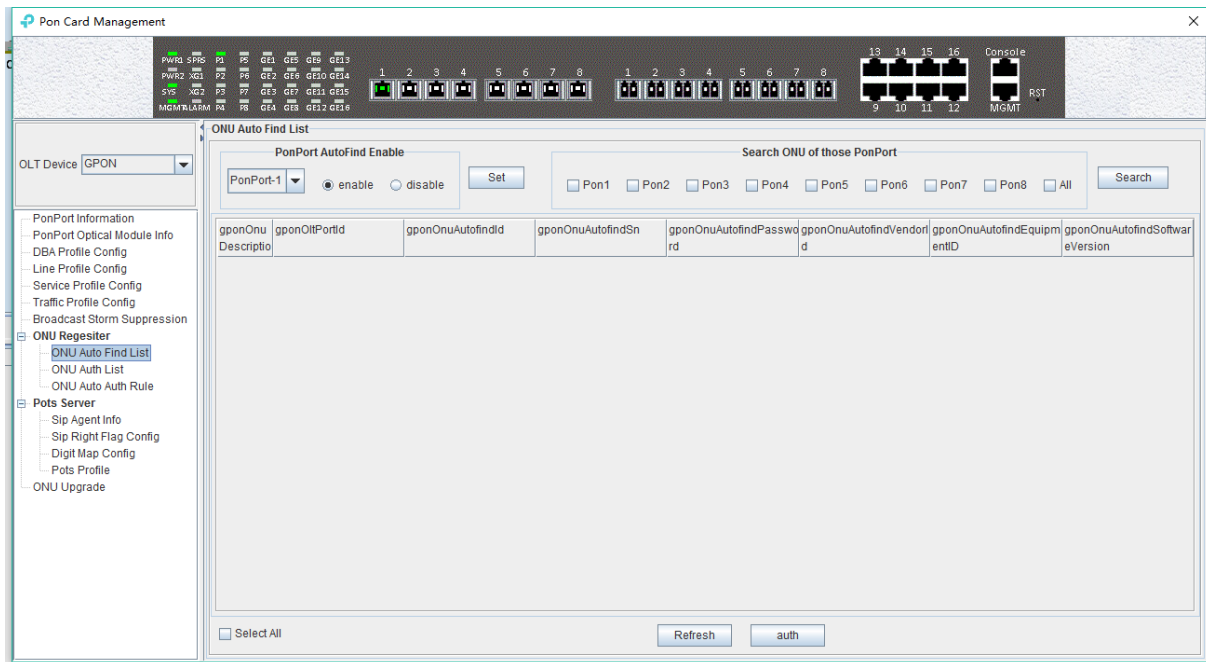 Pon Card Management
PWR1 SPRS P1 P5 GE1 GE5 GE9 GE13
PWR2 XG1 P2 P6 GE2 GE6 GE10 GE14
SYS XG2 P3 P7 GE3 GE7 GE11 GE15
P4 P8 GE4 GE8 GE12 GE16
1 2 3 4 5 6 7 8 1 2 3 4 5 6 7 8
13 14 15 16 Console
9 10 11 12 MGMT RST
OLT Device GPON
PonPort Information
PonPort Optical Module Info
DBA Profile Config
Line Profile Config
Service Profile Config
Traffic Profile Config
Broadcast Storm Suppression
ONU Regesiter
ONU Auto Find List
ONU Auth List
ONU Auto Auth Rule
Pots Server
Sip Agent Info
Sip Right Flag Config
Digit Map Config
Pots Profile
ONU Upgrade
ONU Auto Find List
PonPort AutoFind Enable
PonPort-1 enable disable Set
Search ONU of those PonPort
Pon1 Pon2 Pon3 Pon4 Pon5 Pon6 Pon7 Pon8 All Search
gponOnu gponOltPortId gponOnuAutofindId gponOnuAutofindSn gponOnuAutofindPasswo gponOnuAutofindVendorI gponOnuAutofindEquipm gponOnuAutofindSoftwar
Descriptio rd d entID eVersion
Select All Refresh auth